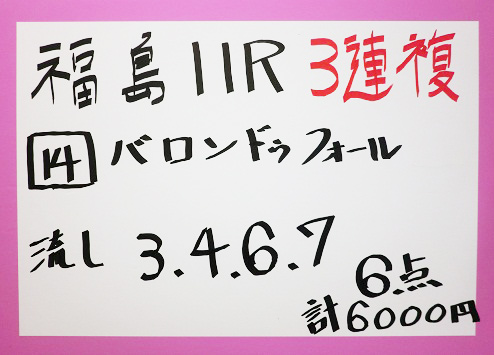 福島11R 3連複
14 バロンドゥフォール
流し 3.4.6.7
6点
計6000円